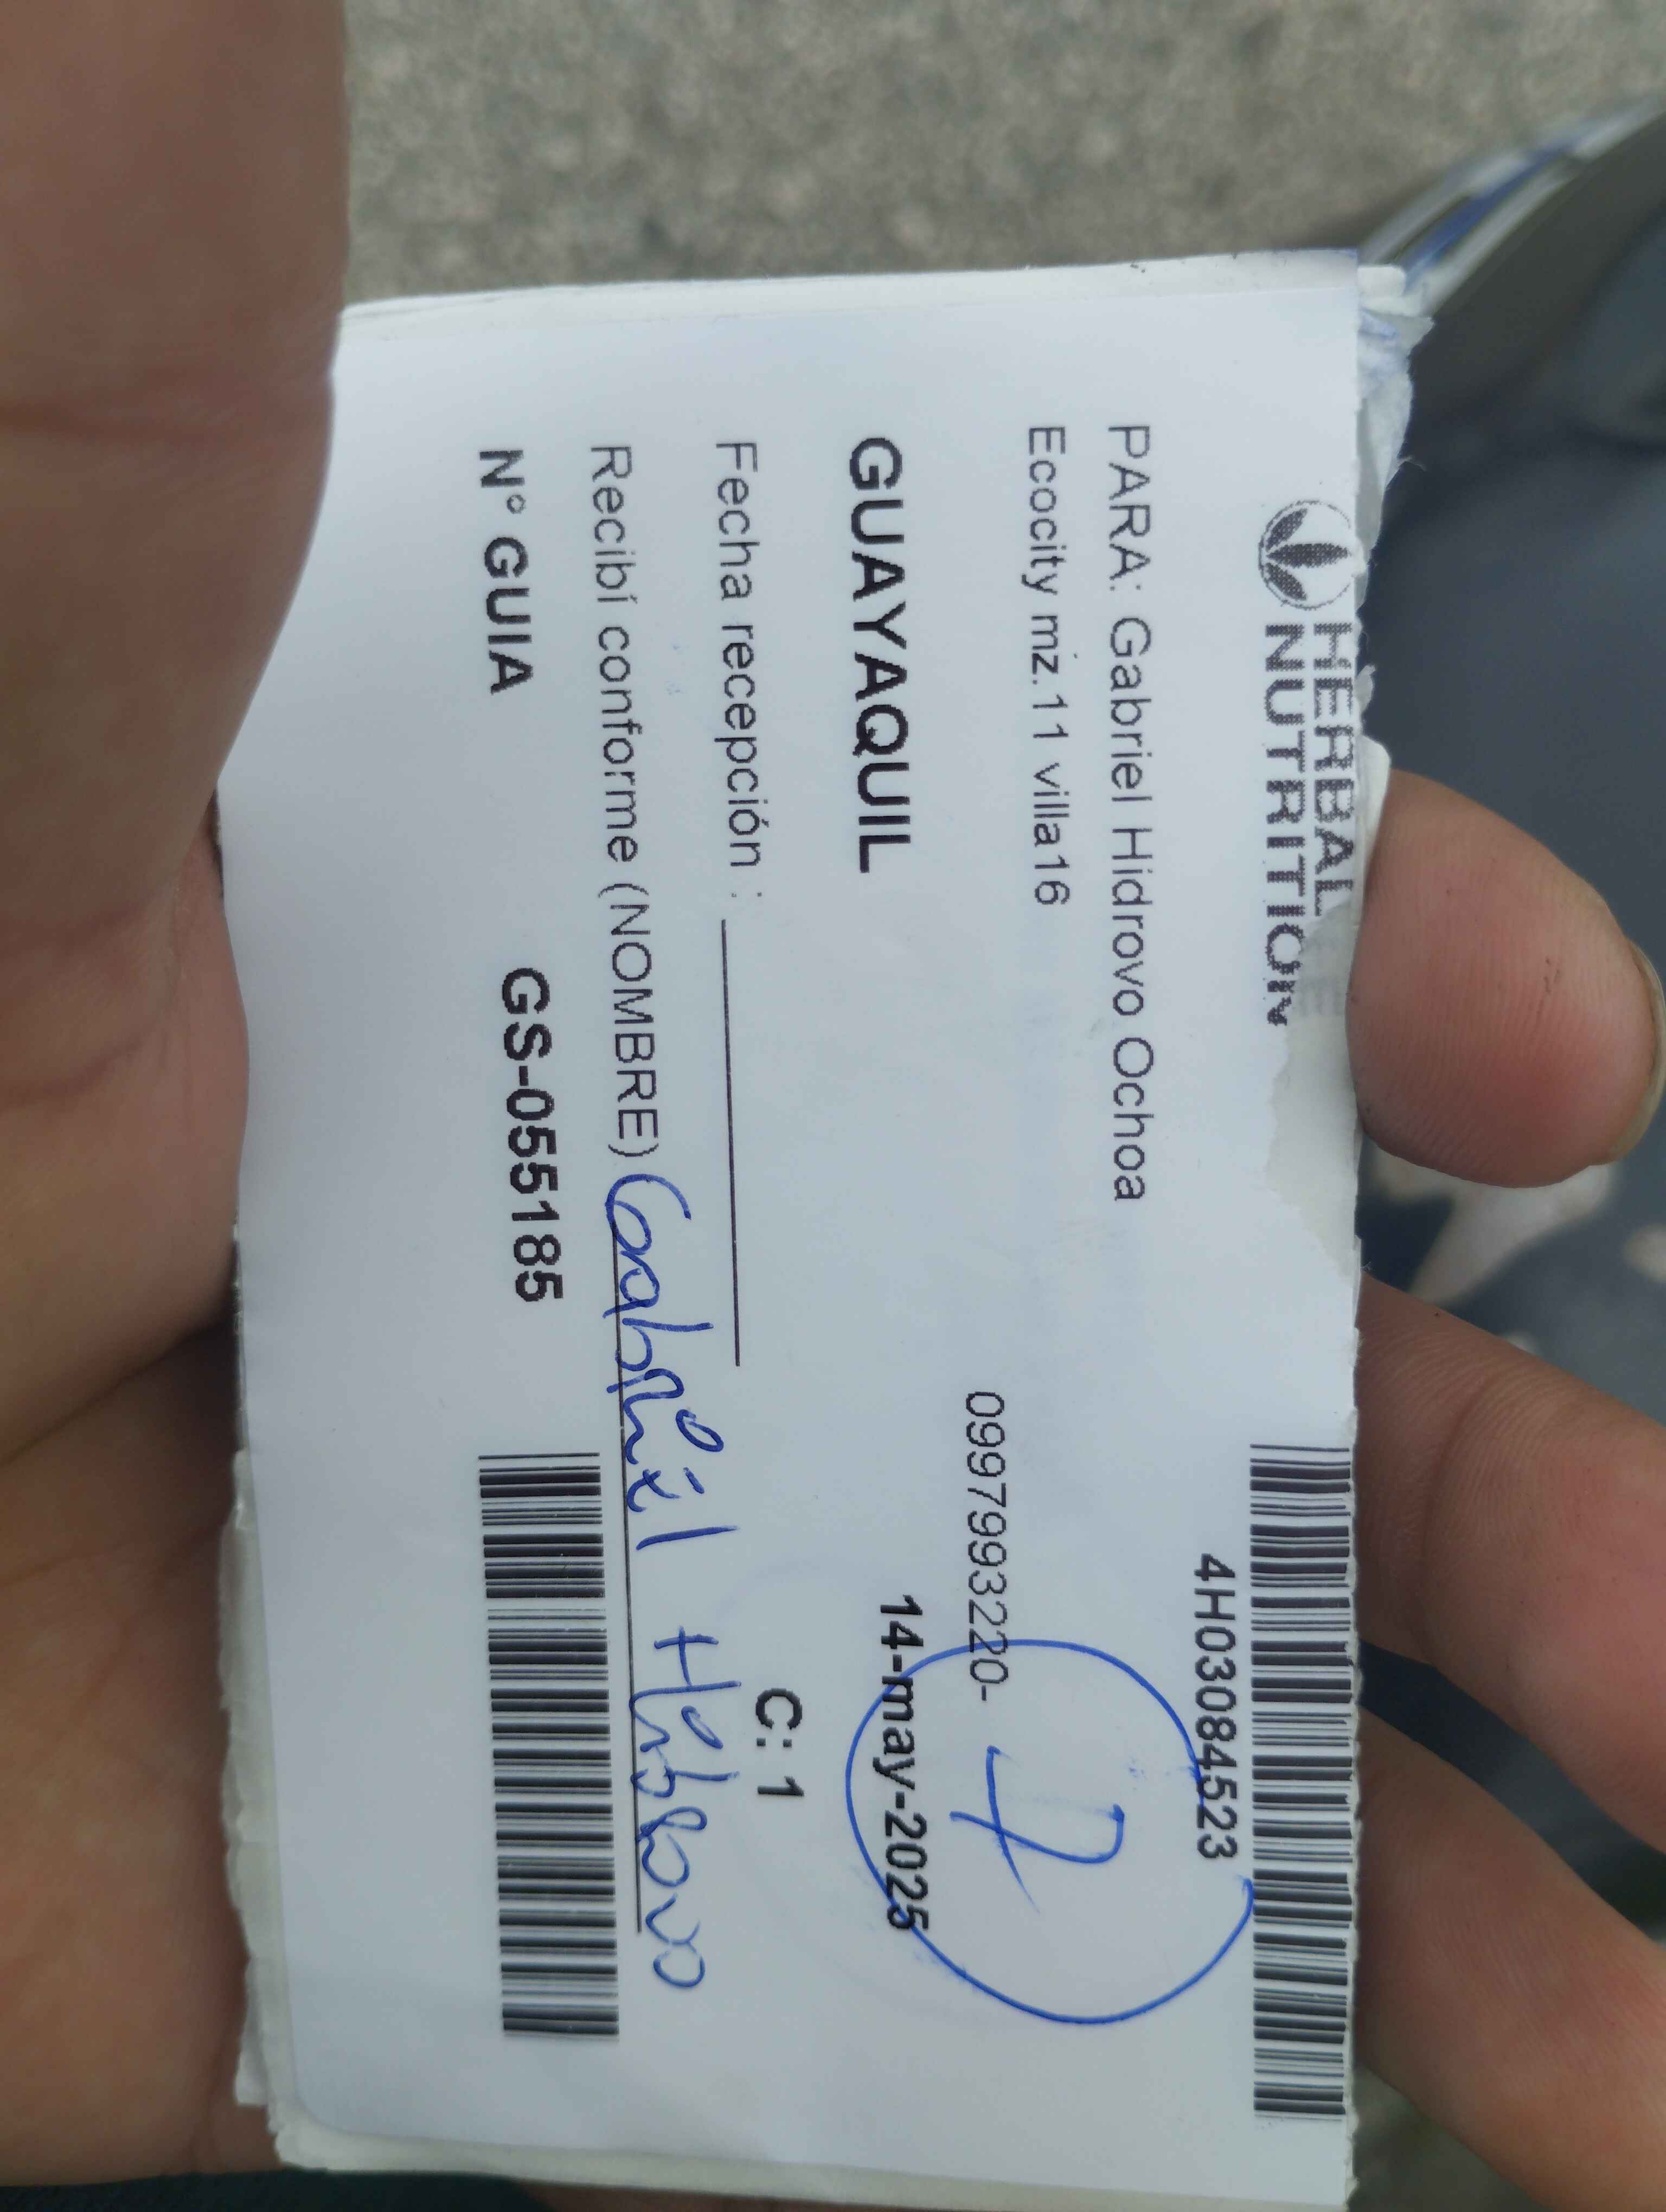 HERBAL
NUTRITION
4H03084523
PARA: Gabriel Hidrovo Ochoa
Ecocity mz.11 villa16
0997993220-
7
GUAYAQUIL
14-may-2025
Fecha recepción :
C: 1
Recibí conforme (NOMBRE) Gabriel Hidrovo
N° GUIA GS-055185